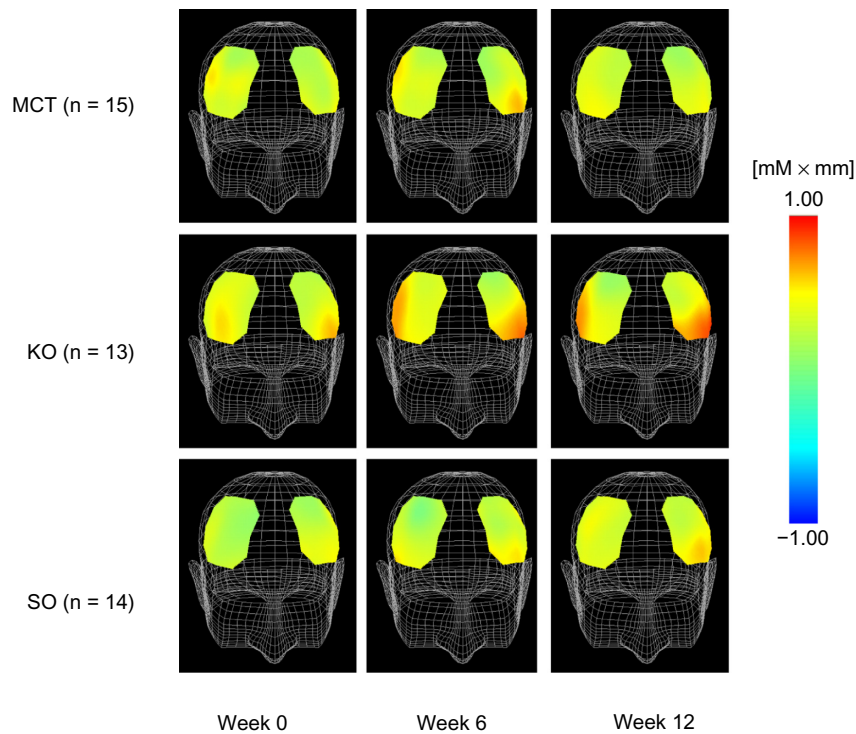 MCT (n = 15)
[mM × mm]
1.00
KO (n = 13)
−1.00
SO (n = 14)
Week 0
Week 6
Week 12